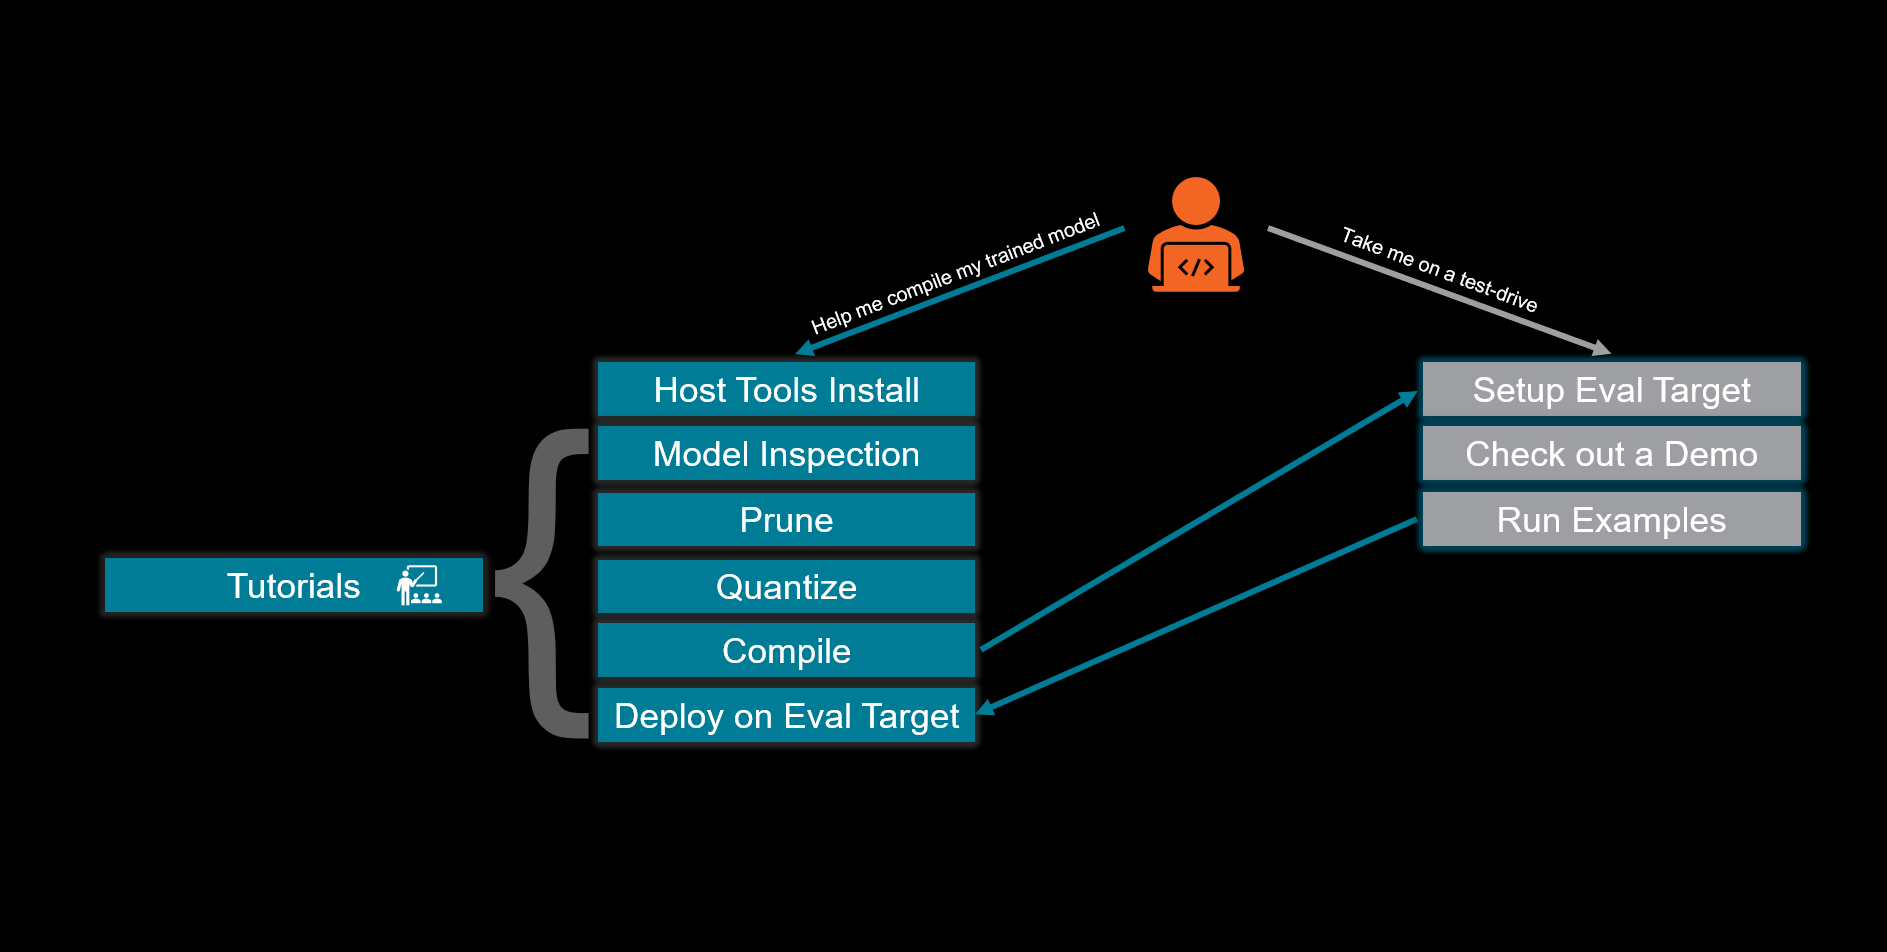 Help me compile my trained model
Take me on a test-drive
Host Tools Install
Model Inspection
Prune
Quantize
Compile
Deploy on Eval Target
Tutorials
Setup Eval Target
Check out a Demo
Run Examples